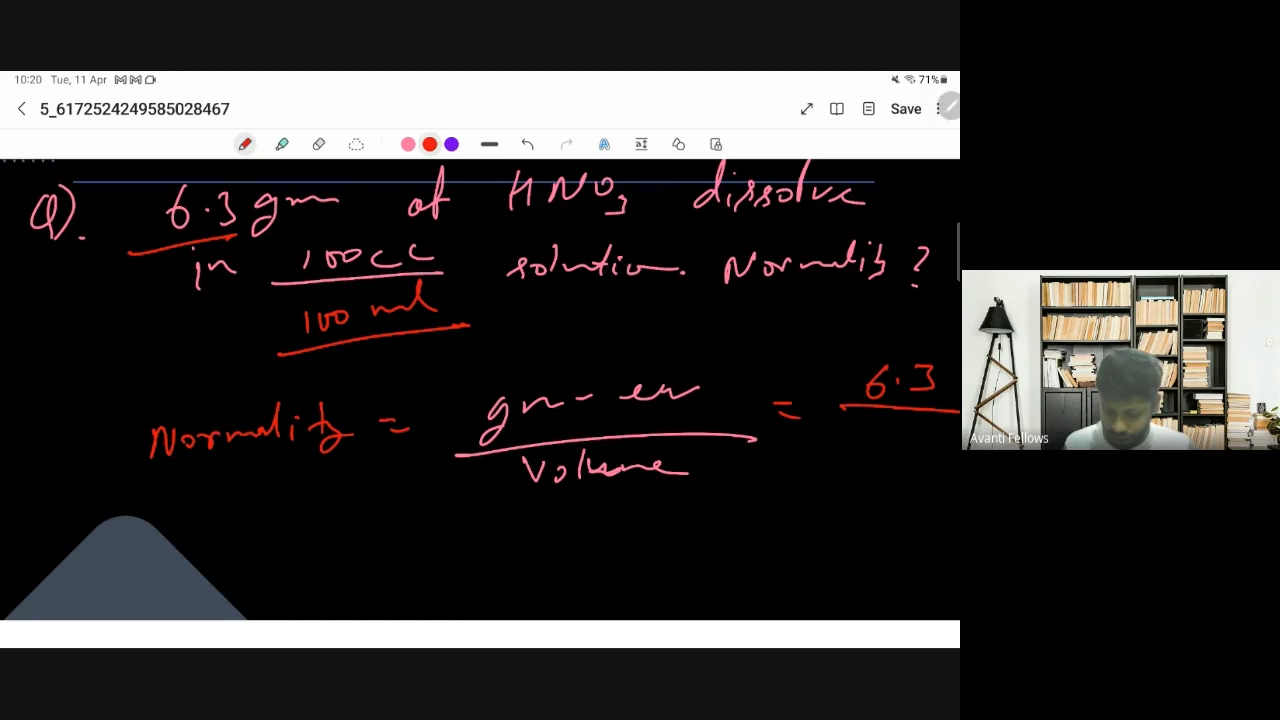 10:20 Tue, 11 Apr
71%
5_6172524249585028467
Save
Q). 6.3 gm of HNO3 dissolve
in 100cc solution. Normality?
100 ml
Normality = gm-eq / Volume = 6.3
Avanti Fellows